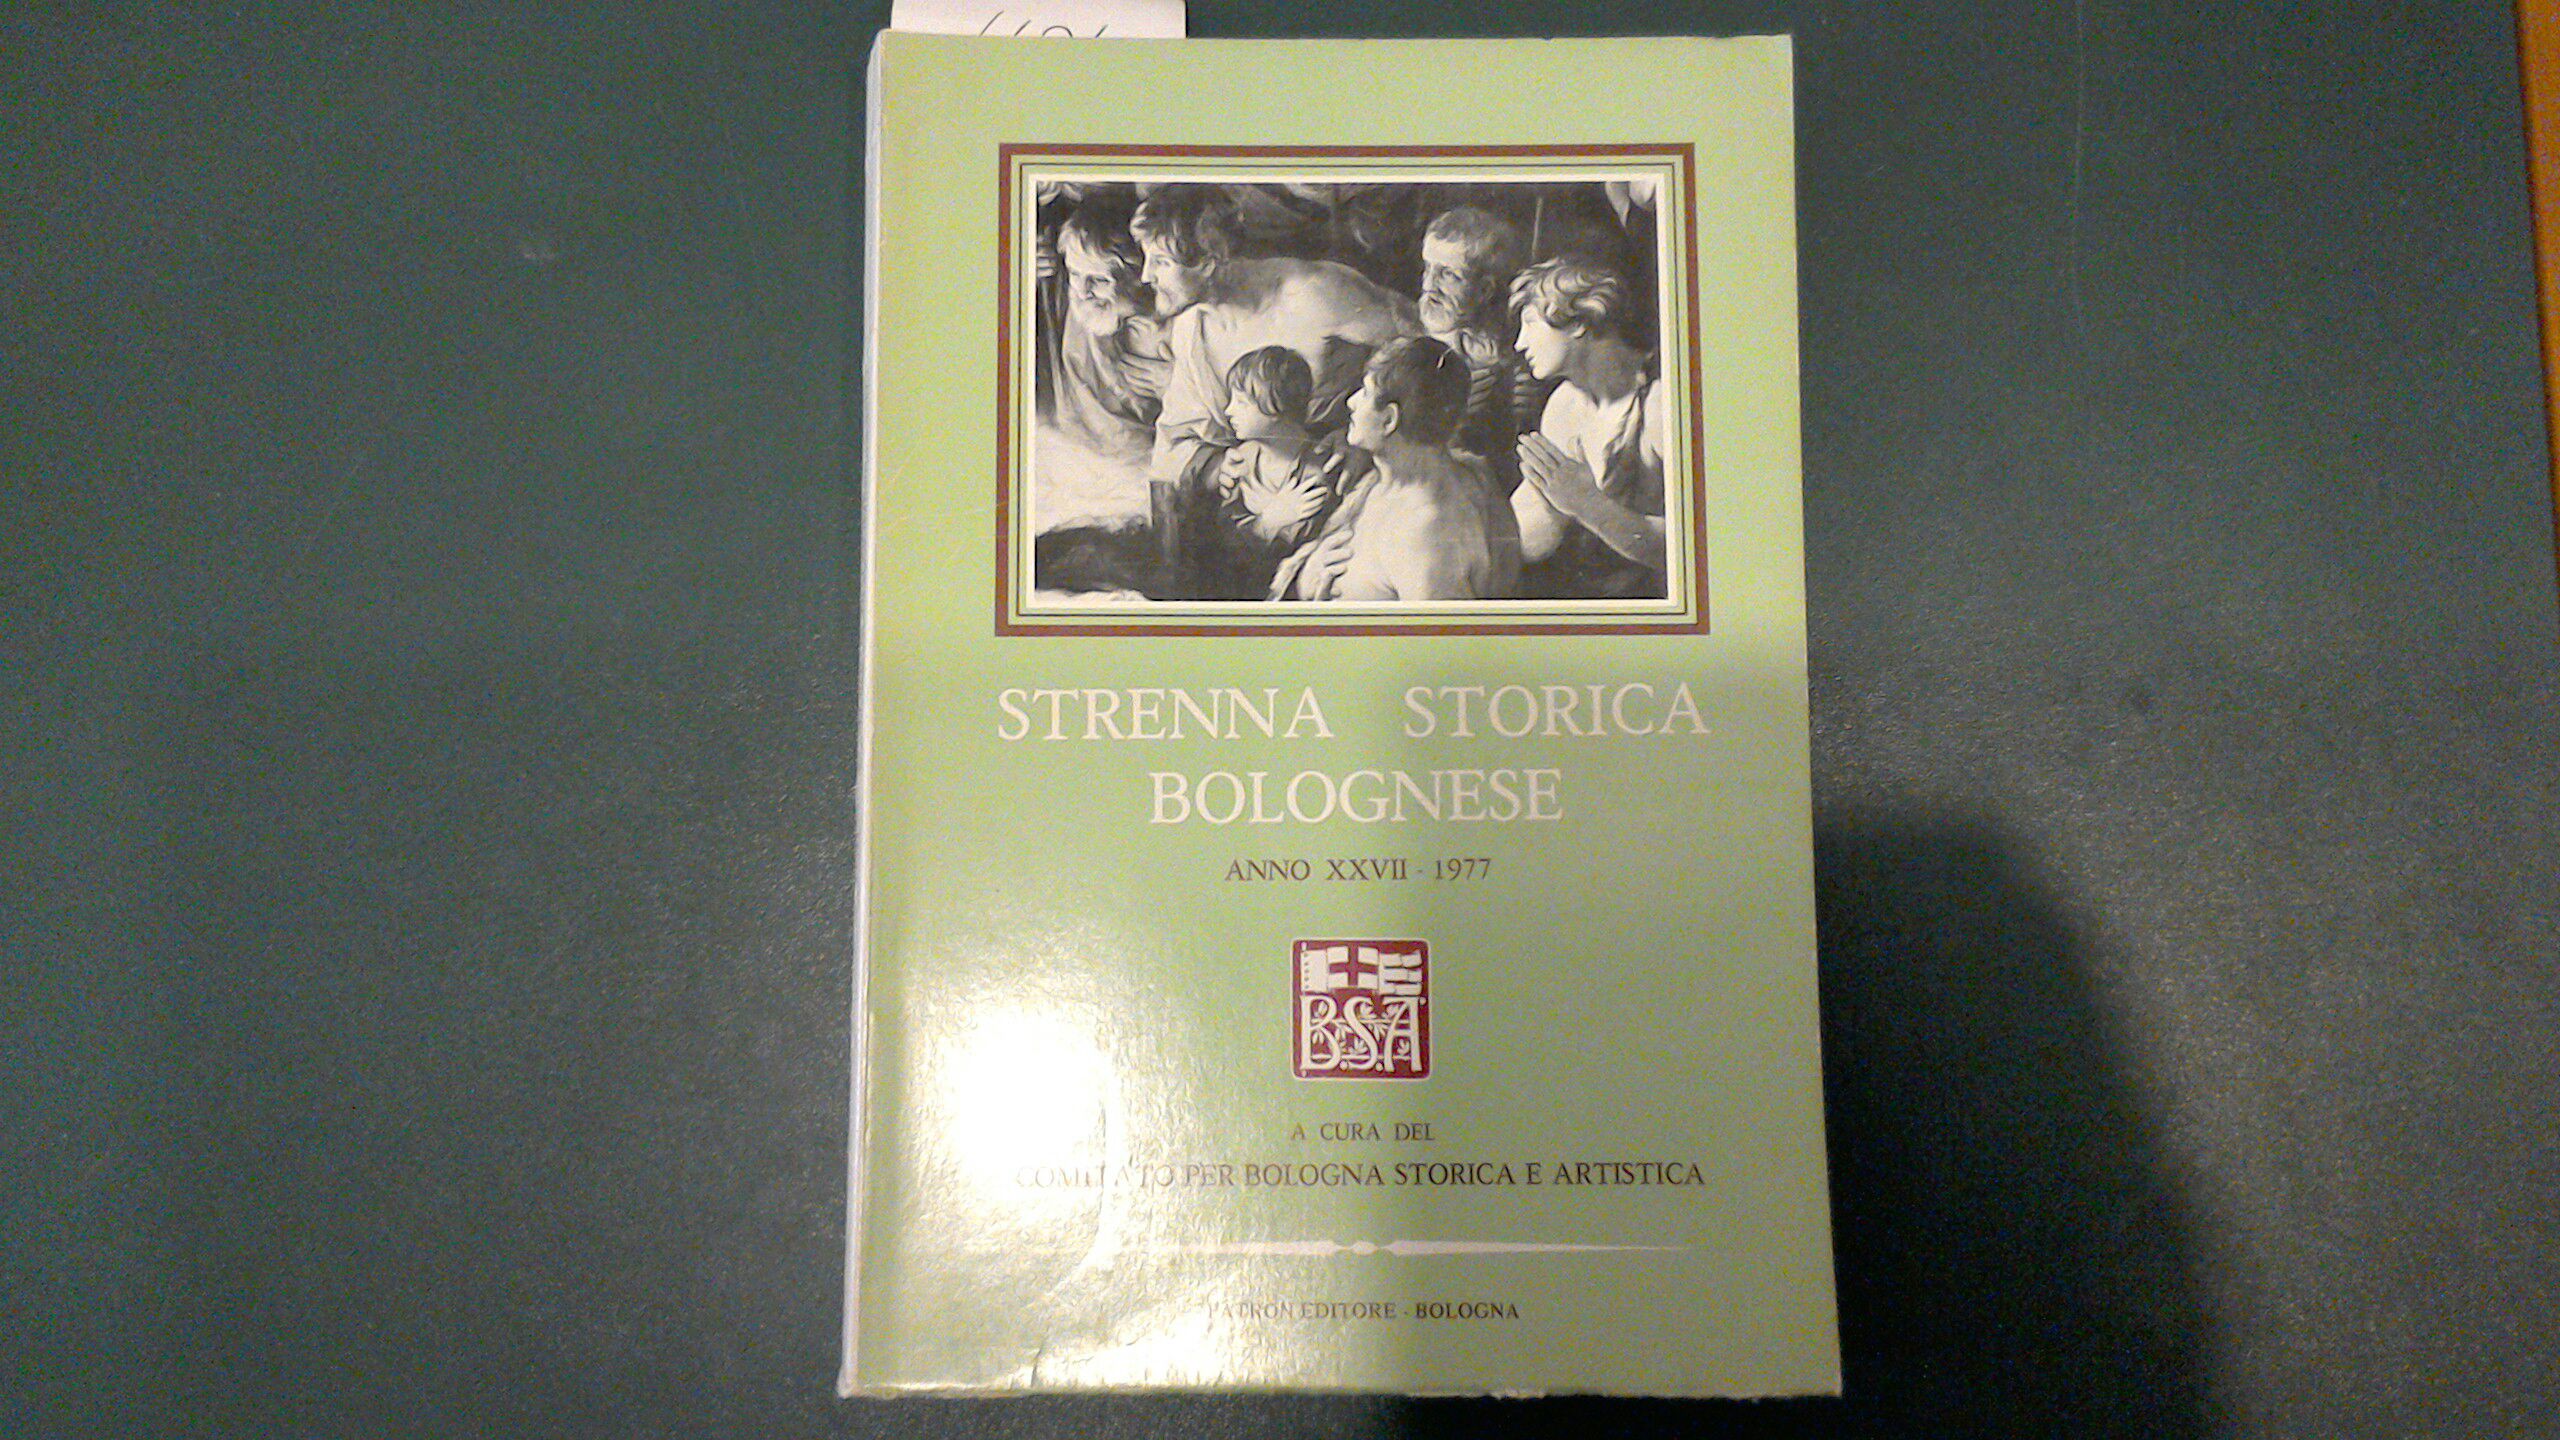 STRENNA STORICA
BOLOGNESE
ANNO XXVII - 1977
B.S.A
A CURA DEL
COMITATO PER BOLOGNA STORICA E ARTISTICA
PATRON EDITORE - BOLOGNA